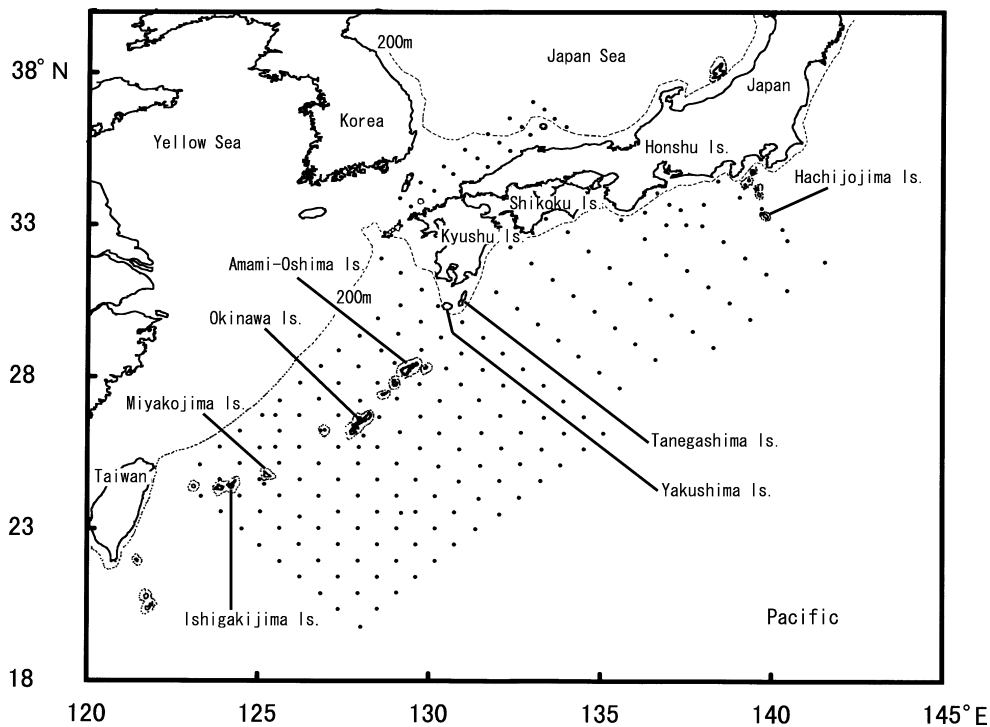 200m
Japan Sea
38°N
Japan
Korea
Yellow Sea
Honshu Is.
Hachijojima Is.
Shikoku Is.
33
Kyushu Is.
Amami-Oshima Is.
200m
Okinawa Is.
28
Miyakojima Is.
Tanegashima Is.
Taiwan
Yakushima Is.
23
Ishigakijima Is.
Pacific
18
120
125
130
135
140
145°E